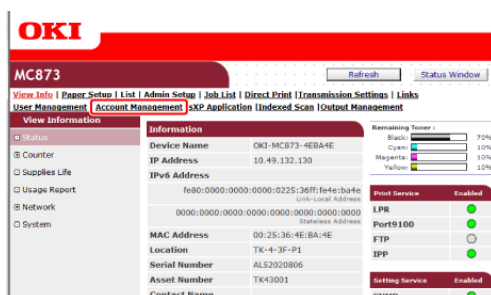 OKI
MC873
Refresh
Status Window
View Info | Paper Setup | List | Admin Setup | Job List | Direct Print | Transmission Settings | Links
User Management | Account Management | sXP Application | Indexed Scan | Output Management
View Information
Status
Counter
Supplies Life
Usage Report
Network
System
Information
Device Name OKI-MC873-4EBA4E
IP Address 10.49.132.130
IPv6 Address
fe80:0000:0000:0000:0225:36ff:fe4e:ba4e
Link-Local Address
0000:0000:0000:0000:0000:0000:0000:0000
Stateless Address
MAC Address 00:25:36:4E:BA:4E
Location TK-4-3F-P1
Serial Number AL52020806
Asset Number TK43001
Contact Name
Remaining Toner :
Black: 70%
Cyan: 10%
Magenta: 10%
Yellow: 10%
Print Service Enabled
LPR
Port9100
FTP
IPP
Setting Service Enabled